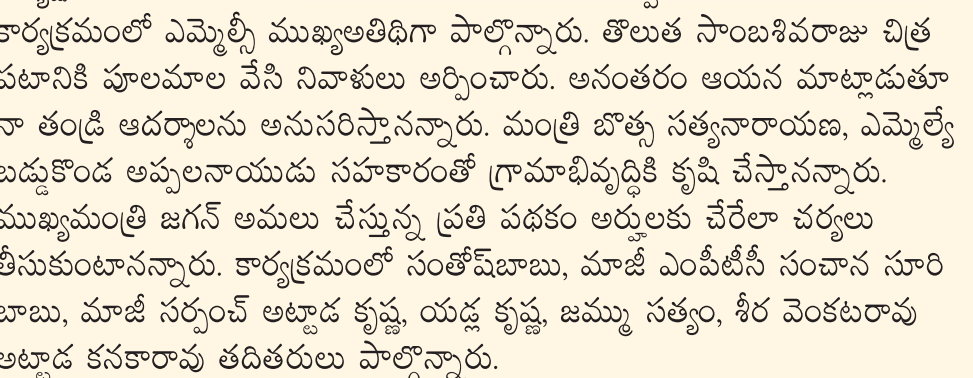 కార్యక్రమంలో ఎమ్మెల్సీ ముఖ్యఅతిథిగా పాల్గొన్నారు. తొలుత సాంబశివరాజు చిత్ర
పటానికి పూలమాల వేసి నివాళులు అర్పించారు. అనంతరం ఆయన మాట్లాడుతూ
నా తండ్రి ఆదర్శాలను అనుసరిస్తానన్నారు. మంత్రి బొత్స సత్యనారాయణ, ఎమ్మెల్యే
బడ్డుకొండ అప్పలనాయుడు సహకారంతో గ్రామాభివృద్ధికి కృషి చేస్తానన్నారు.
ముఖ్యమంత్రి జగన్ అమలు చేస్తున్న ప్రతి పథకం అర్హులకు చేరేలా చర్యలు
తీసుకుంటానన్నారు. కార్యక్రమంలో సంతోష్‌బాబు, మాజీ ఎంపీటీసీ సంచాన సూరి
బాబు, మాజీ సర్పంచ్ అట్టాడ కృష్ణ, యడ్ల కృష్ణ, జమ్ము సత్యం, శీర వెంకటరావు
అట్టాడ కనకారావు తదితరులు పాల్గొన్నారు.